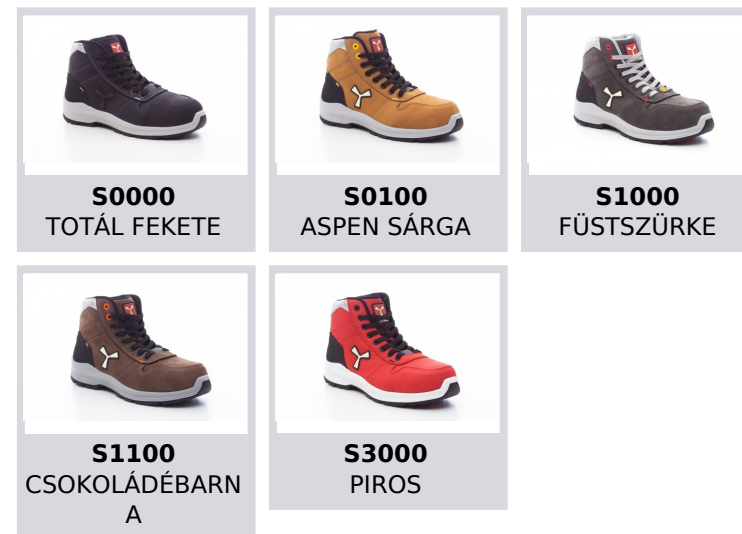 S0000
TOTÁL FEKETE
S0100
ASPEN SÁRGA
S1000
FÜSTSZÜRKE
S1100
CSOKOLÁDÉBARN
A
S3000
PIROS